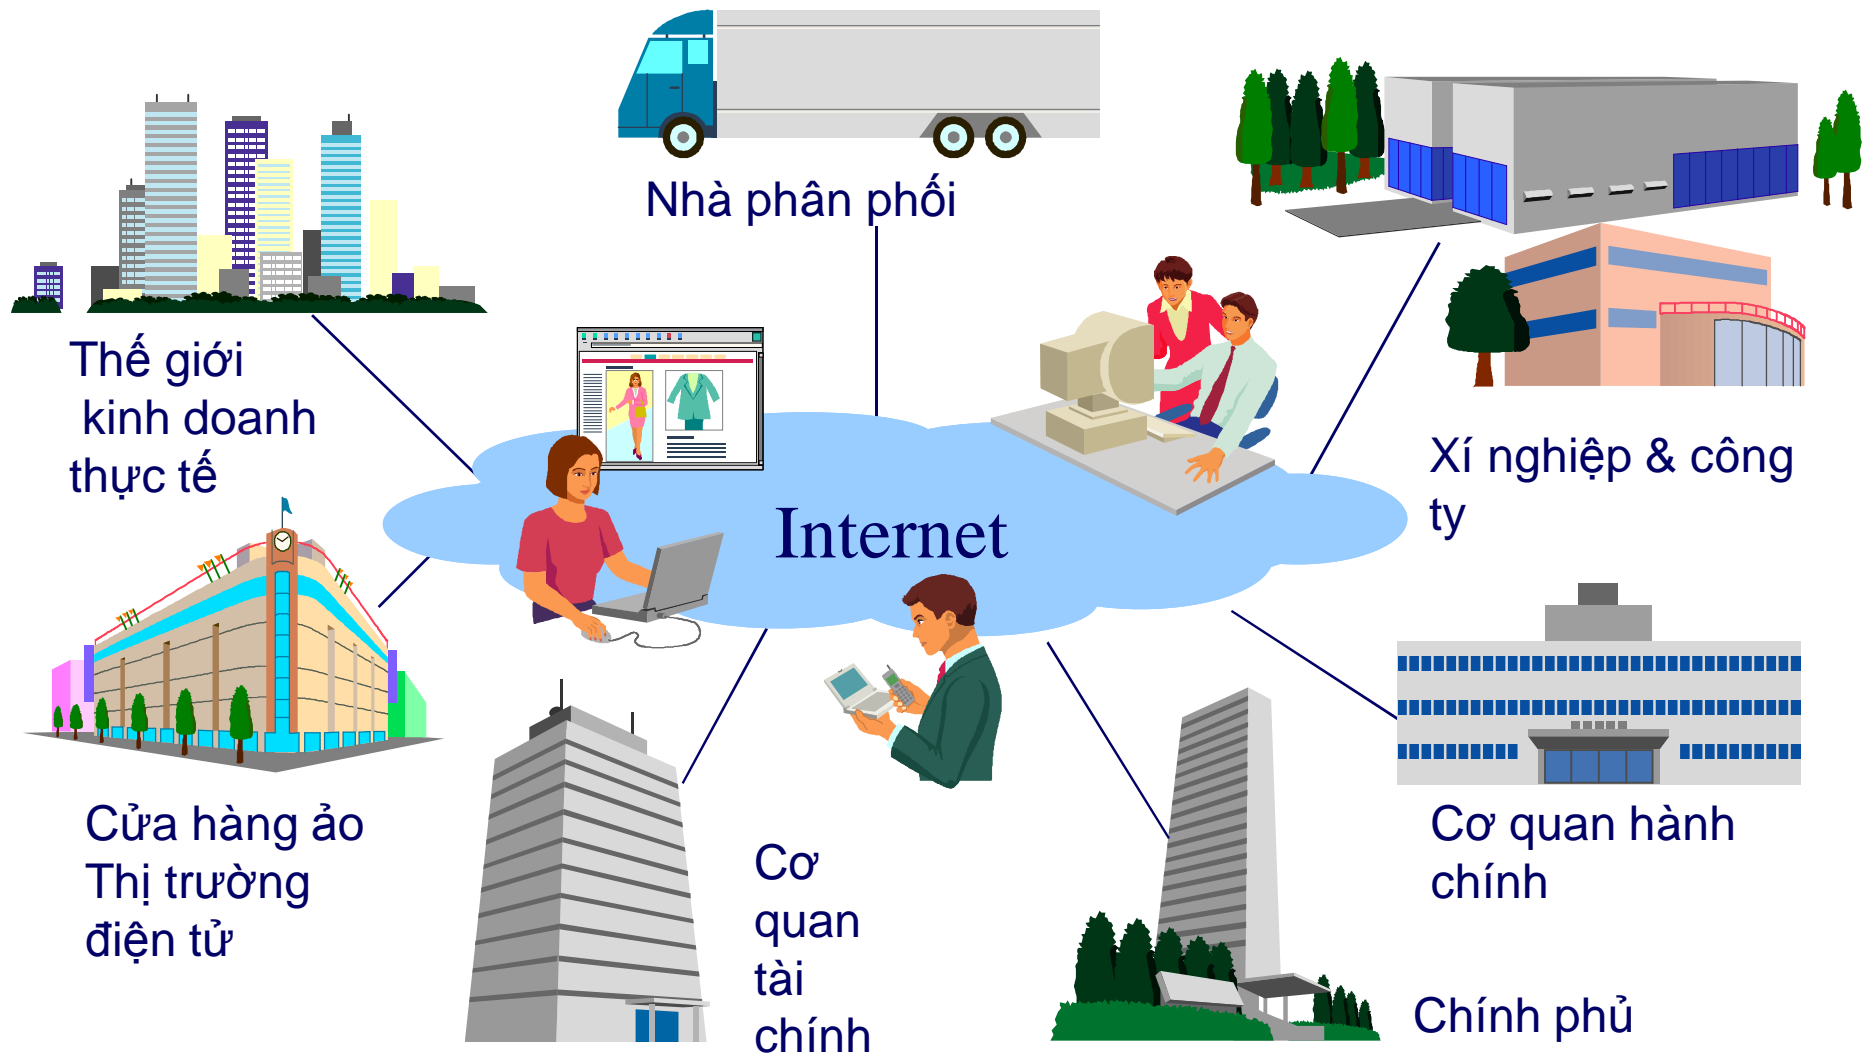 Nhà phân phối
Thế giới
kinh doanh
thực tế
Xí nghiệp & công
ty
Internet
Cửa hàng ảo
Thị trường
điện tử
Cơ
quan
tài
chính
Cơ quan hành
chính
Chính phủ